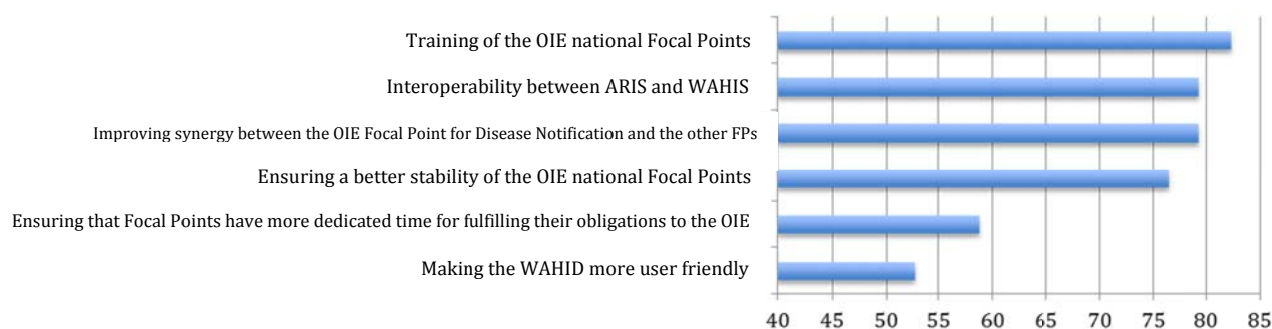 Training of the OIE national Focal Points
Interoperability between ARIS and WAHIS
Improving synergy between the OIE Focal Point for Disease Notification and the other FPs
Ensuring a better stability of the OIE national Focal Points
Ensuring that Focal Points have more dedicated time for fulfilling their obligations to the OIE
Making the WAHID more user friendly
40 45 50 55 60 65 70 75 80 85